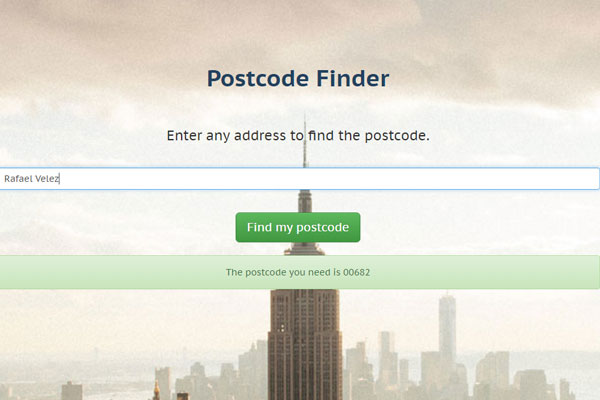 Postcode Finder
Enter any address to find the postcode.
Rafael Velez
Find my postcode
The postcode you need is 00682